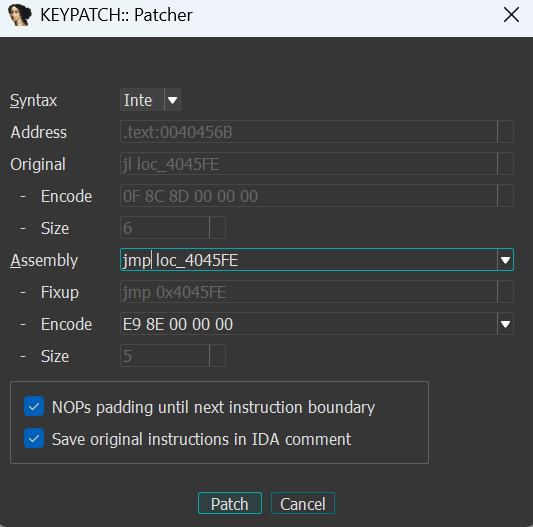 KEYPATCH:: Patcher
Syntax Inte
Address .text:0040456B
Original jl loc_4045FE
- Encode 0F 8C 8D 00 00 00
- Size 6
Assembly jmp loc_4045FE
- Fixup jmp 0x4045FE
- Encode E9 8E 00 00 00
- Size 5
NOPs padding until next instruction boundary
Save original instructions in IDA comment
Patch Cancel